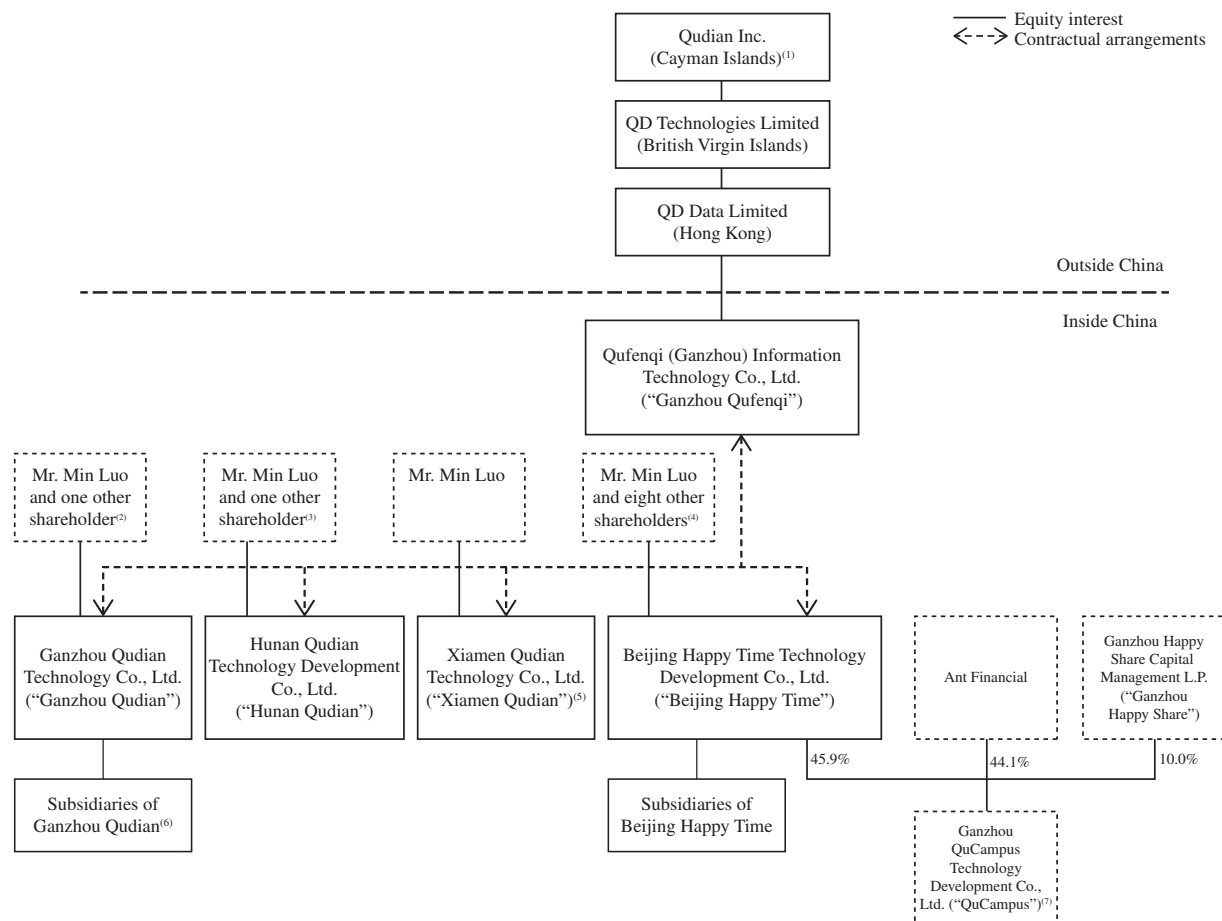 Qudian Inc.
(Cayman Islands)(1)
Equity interest
Contractual arrangements
QD Technologies Limited
(British Virgin Islands)
QD Data Limited
(Hong Kong)
Outside China
Inside China
Qufenqi (Ganzhou) Information
Technology Co., Ltd.
(“Ganzhou Qufenqi”)
Mr. Min Luo
and one other
shareholder(2)
Mr. Min Luo
and one other
shareholder(3)
Mr. Min Luo
Mr. Min Luo
and eight other
shareholders(4)
Ganzhou Qudian
Technology Co., Ltd.
(“Ganzhou Qudian”)
Hunan Qudian
Technology Development
Co., Ltd.
(“Hunan Qudian”)
Xiamen Qudian
Technology Co., Ltd.
(“Xiamen Qudian”)(5)
Beijing Happy Time Technology
Development Co., Ltd.
(“Beijing Happy Time”)
Ant Financial
Ganzhou Happy
Share Capital
Management L.P.
(“Ganzhou
Happy Share”)
45.9%
44.1%
10.0%
Subsidiaries of
Ganzhou Qudian(6)
Subsidiaries of
Beijing Happy Time
Ganzhou
QuCampus
Technology
Development Co.,
Ltd. (“QuCampus”)(7)